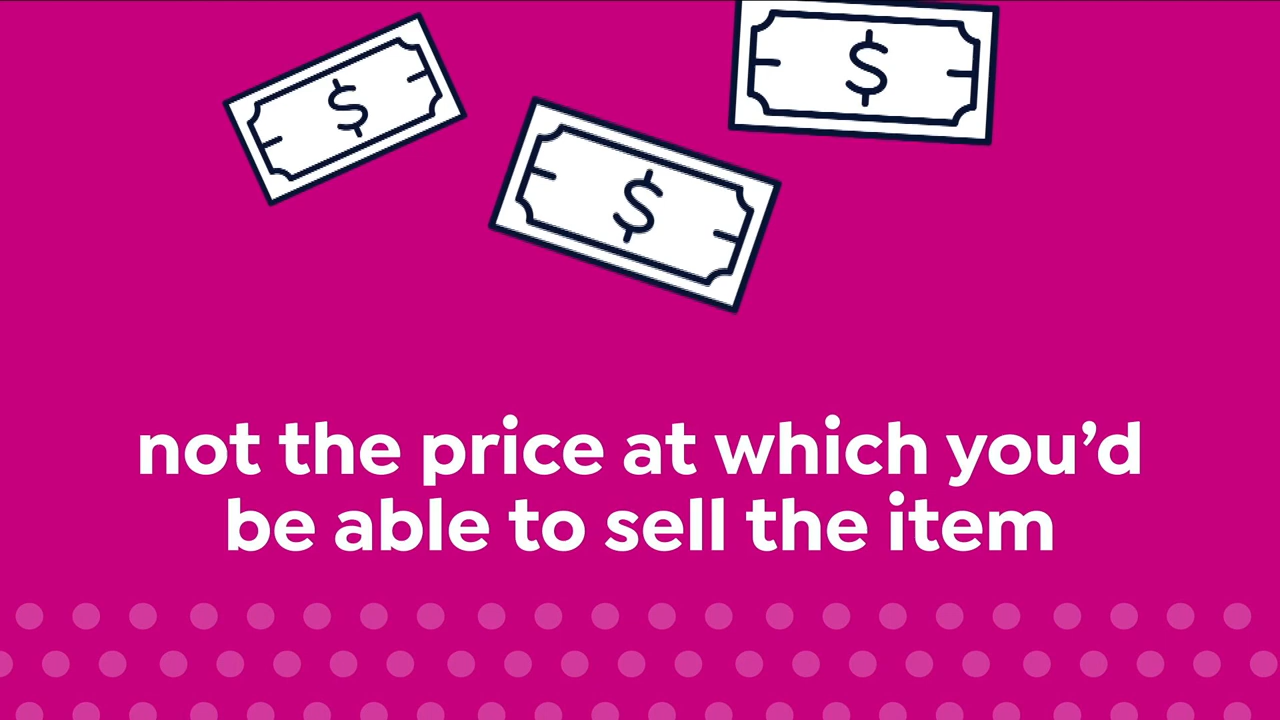 $
$
$
not the price at which you’d
be able to sell the item